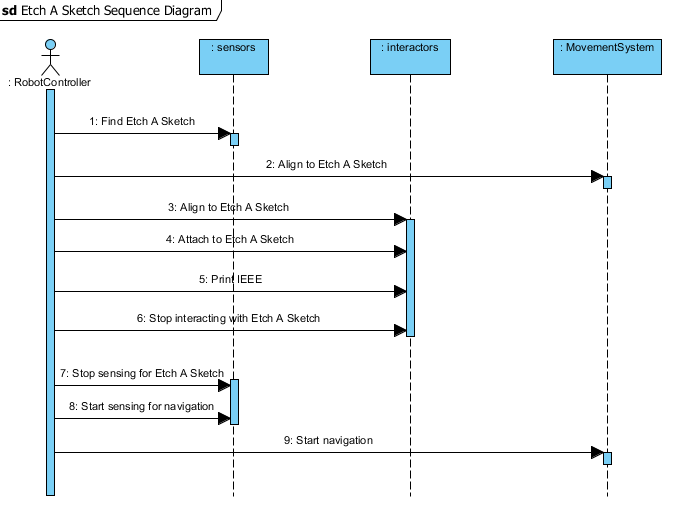 sd Etch A Sketch Sequence Diagram
: RobotController
: sensors
: interactors
: MovementSystem
1: Find Etch A Sketch
2: Align to Etch A Sketch
3: Align to Etch A Sketch
4: Attach to Etch A Sketch
5: Print IEEE
6: Stop interacting with Etch A Sketch
7: Stop sensing for Etch A Sketch
8: Start sensing for navigation
9: Start navigation